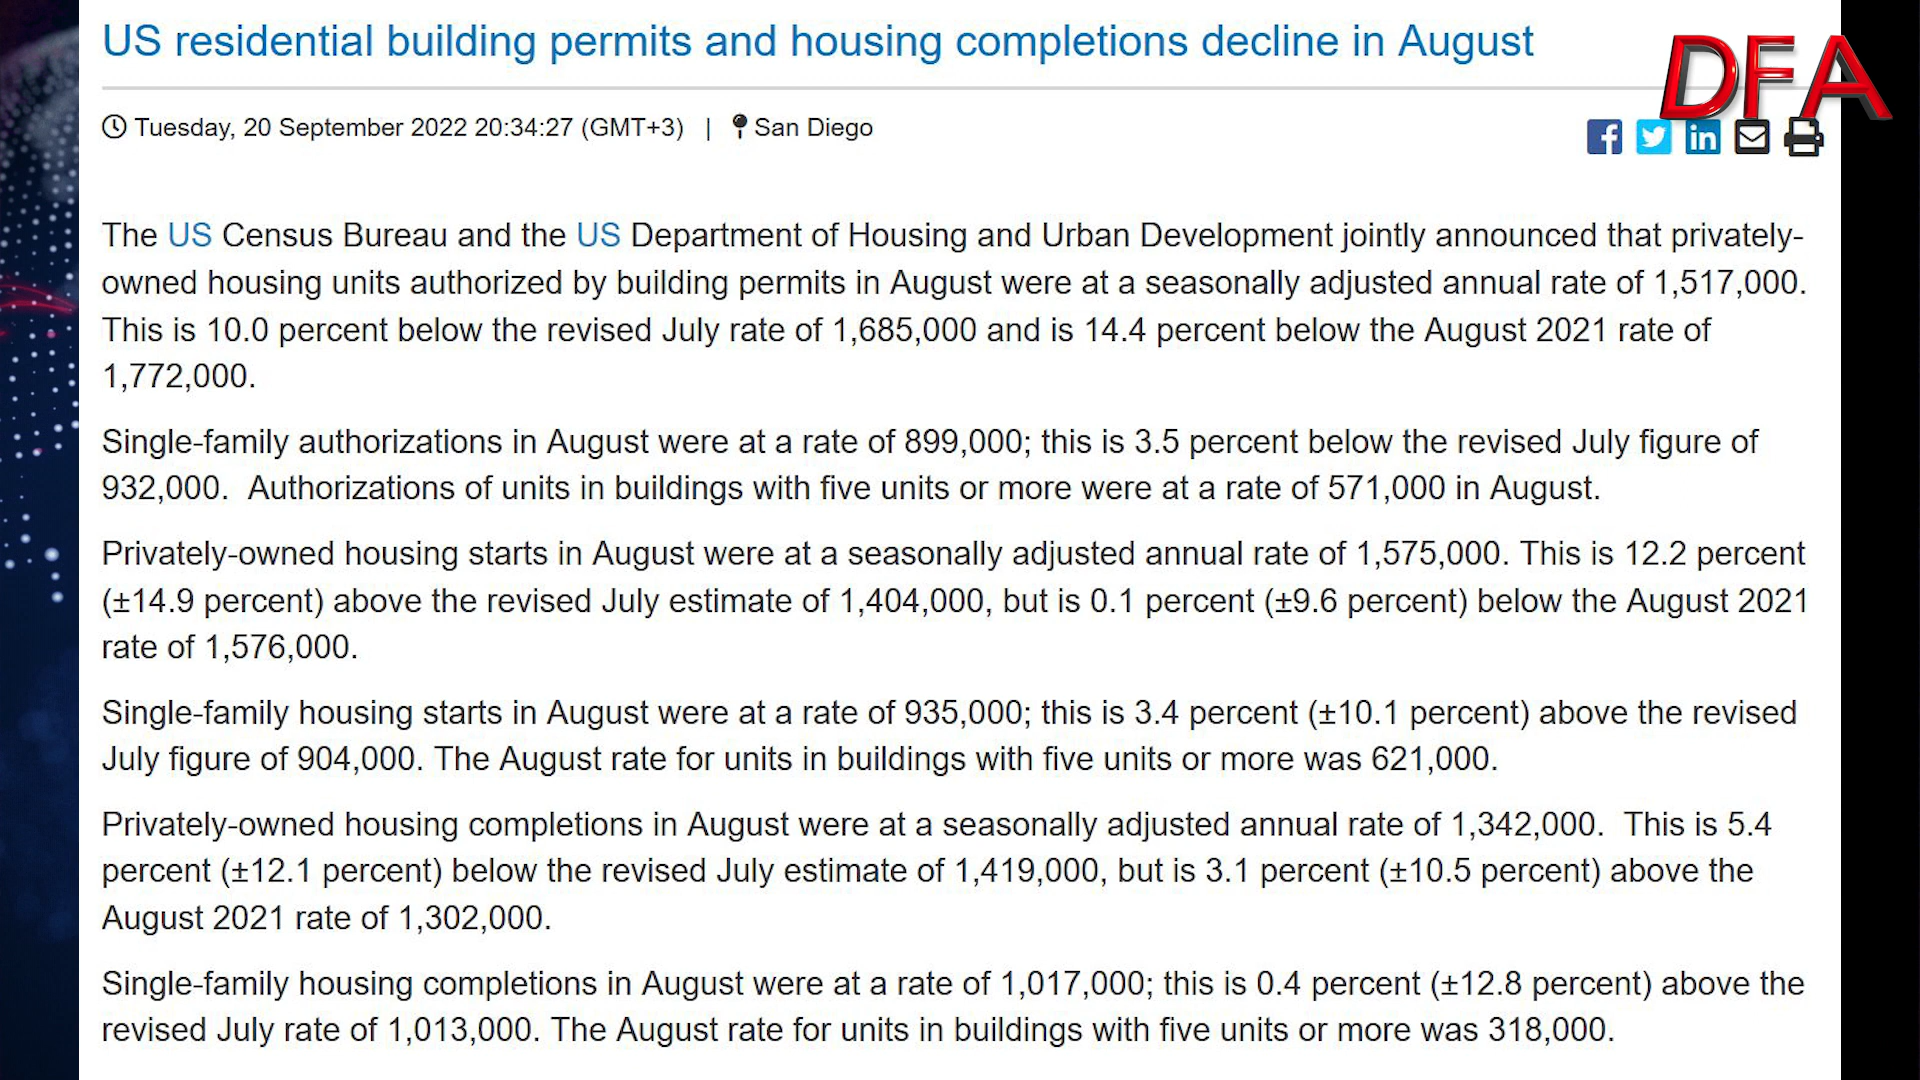 US residential building permits and housing completions decline in August
DFA
Tuesday, 20 September 2022 20:34:27 (GMT+3) | San Diego
The US Census Bureau and the US Department of Housing and Urban Development jointly announced that privately-
owned housing units authorized by building permits in August were at a seasonally adjusted annual rate of 1,517,000.
This is 10.0 percent below the revised July rate of 1,685,000 and is 14.4 percent below the August 2021 rate of
1,772,000.
Single-family authorizations in August were at a rate of 899,000; this is 3.5 percent below the revised July figure of
932,000.  Authorizations of units in buildings with five units or more were at a rate of 571,000 in August.
Privately-owned housing starts in August were at a seasonally adjusted annual rate of 1,575,000. This is 12.2 percent
(±14.9 percent) above the revised July estimate of 1,404,000, but is 0.1 percent (±9.6 percent) below the August 2021
rate of 1,576,000.
Single-family housing starts in August were at a rate of 935,000; this is 3.4 percent (±10.1 percent) above the revised
July figure of 904,000. The August rate for units in buildings with five units or more was 621,000.
Privately-owned housing completions in August were at a seasonally adjusted annual rate of 1,342,000.  This is 5.4
percent (±12.1 percent) below the revised July estimate of 1,419,000, but is 3.1 percent (±10.5 percent) above the
August 2021 rate of 1,302,000.
Single-family housing completions in August were at a rate of 1,017,000; this is 0.4 percent (±12.8 percent) above the
revised July rate of 1,013,000. The August rate for units in buildings with five units or more was 318,000.